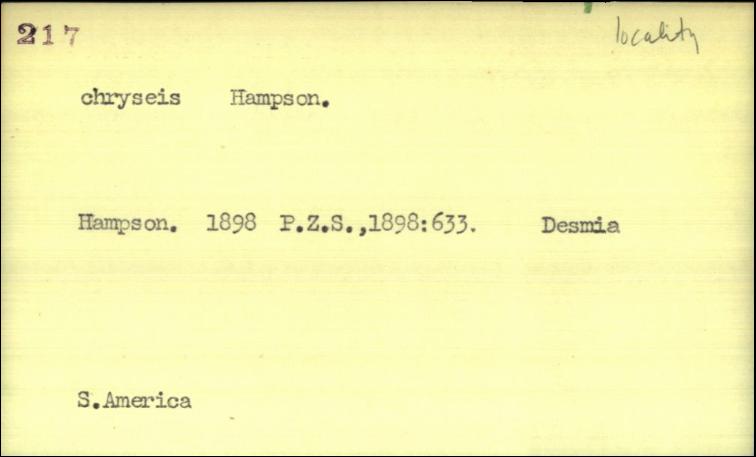 217 locality
chryseis Hampson.
Hampson. 1898 P.Z.S.,1898:633. Desmia
S.America